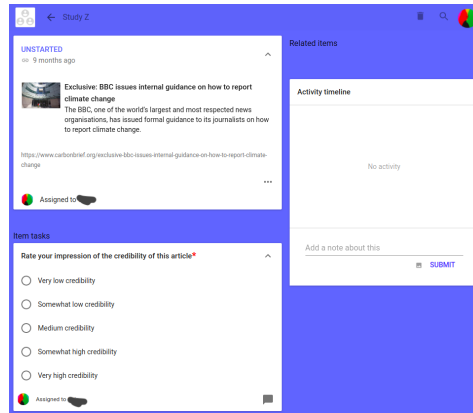 Study Z
UNSTARTED
9 months ago
Exclusive: BBC issues internal guidance on how to report
climate change
The BBC, one of the world's largest and most respected news
organisations, has issued formal guidance to its journalists on how
to report climate change.
https://www.carbonbrief.org/exclusive-bbc-issues-internal-guidance-on-how-to-report-climate-
change
Assigned to
Item tasks
Rate your impression of the credibility of this article*
Very low credibility
Somewhat low credibility
Medium credibility
Somewhat high credibility
Very high credibility
Assigned to
Related items
Activity timeline
No activity
Add a note about this
SUBMIT